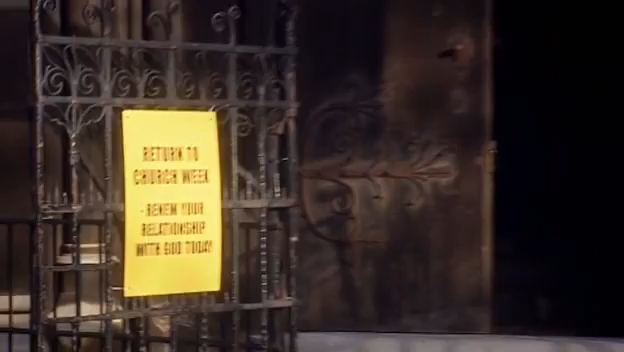 RETURN TO
CHURCH WEEK
- RENEW YOUR
RELATIONSHIP
WITH GOD TODAY